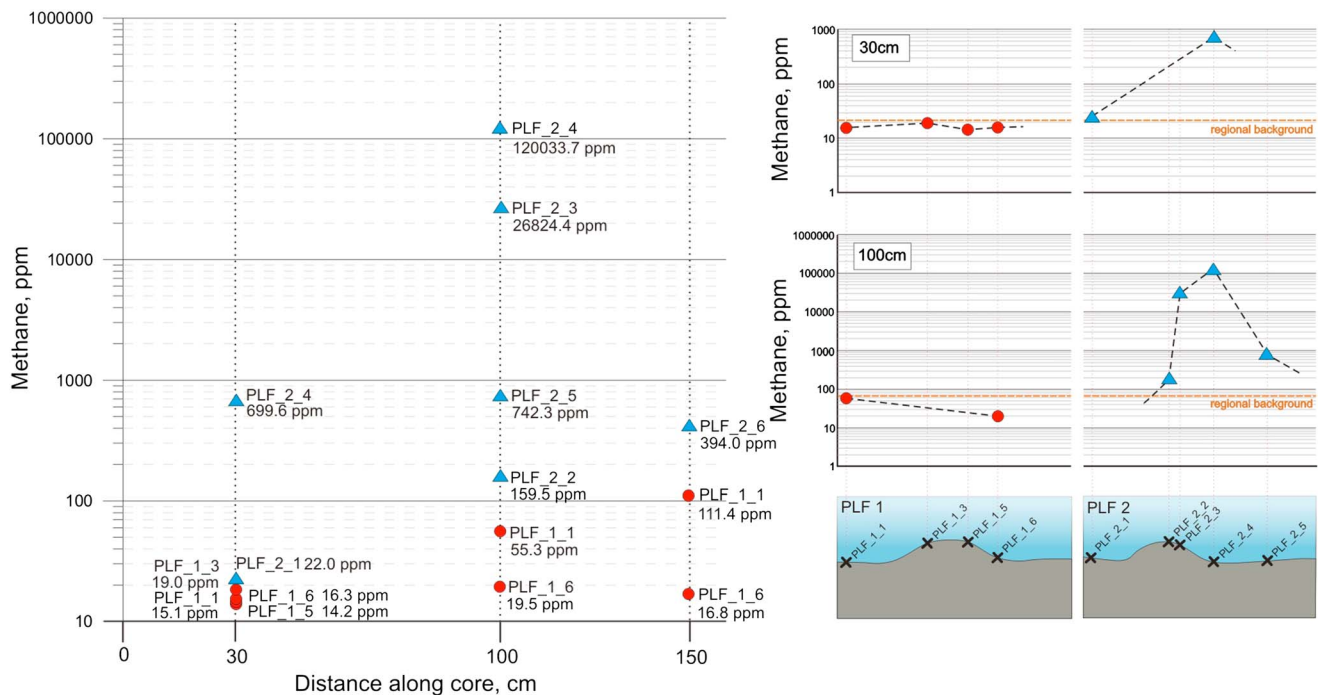 1000000
100000
10000
1000
100
10
Methane, ppm
PLF_2_4
120033.7 ppm
PLF_2_3
26824.4 ppm
PLF_2_4
699.6 ppm
PLF_2_5
742.3 ppm
PLF_2_6
394.0 ppm
PLF_2_2
159.5 ppm
PLF_1_1
111.4 ppm
PLF_1_1
55.3 ppm
PLF_1_3
19.0 ppm
PLF_2_1 22.0 ppm
PLF_1_1
15.1 ppm
PLF_1_6 16.3 ppm
PLF_1_5 14.2 ppm
PLF_1_6
19.5 ppm
PLF_1_6
16.8 ppm
0
30
100
150
Distance along core, cm
Methane, ppm
1000
100
10
1
30cm
regional background
Methane, ppm
1000000
100000
10000
1000
100
10
1
100cm
regional background
PLF 1
PLF_1_1
PLF_1_3
PLF_1_5
PLF_1_6
PLF 2
PLF_2_1
PLF_2_2
PLF_2_3
PLF_2_4
PLF_2_5